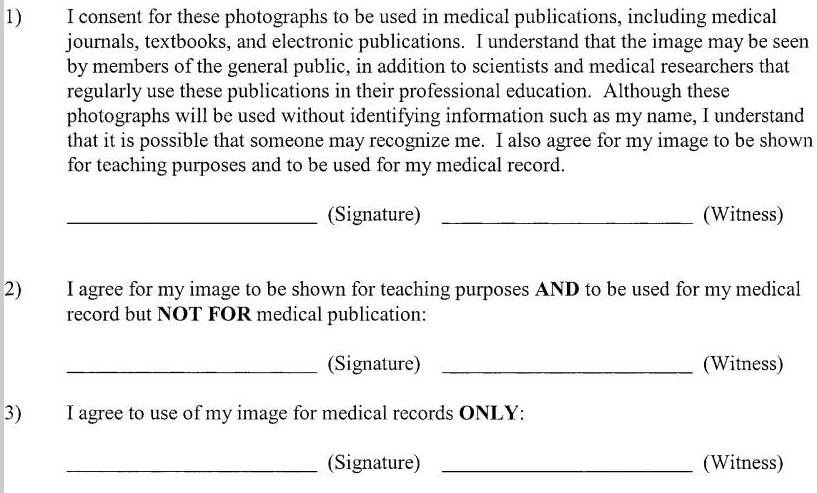 1) I consent for these photographs to be used in medical publications, including medical
journals, textbooks, and electronic publications. I understand that the image may be seen
by members of the general public, in addition to scientists and medical researchers that
regularly use these publications in their professional education. Although these
photographs will be used without identifying information such as my name, I understand
that it is possible that someone may recognize me. I also agree for my image to be shown
for teaching purposes and to be used for my medical record.
(Signature) (Witness)
2) I agree for my image to be shown for teaching purposes AND to be used for my medical
record but NOT FOR medical publication:
(Signature) (Witness)
3) I agree to use of my image for medical records ONLY:
(Signature) (Witness)